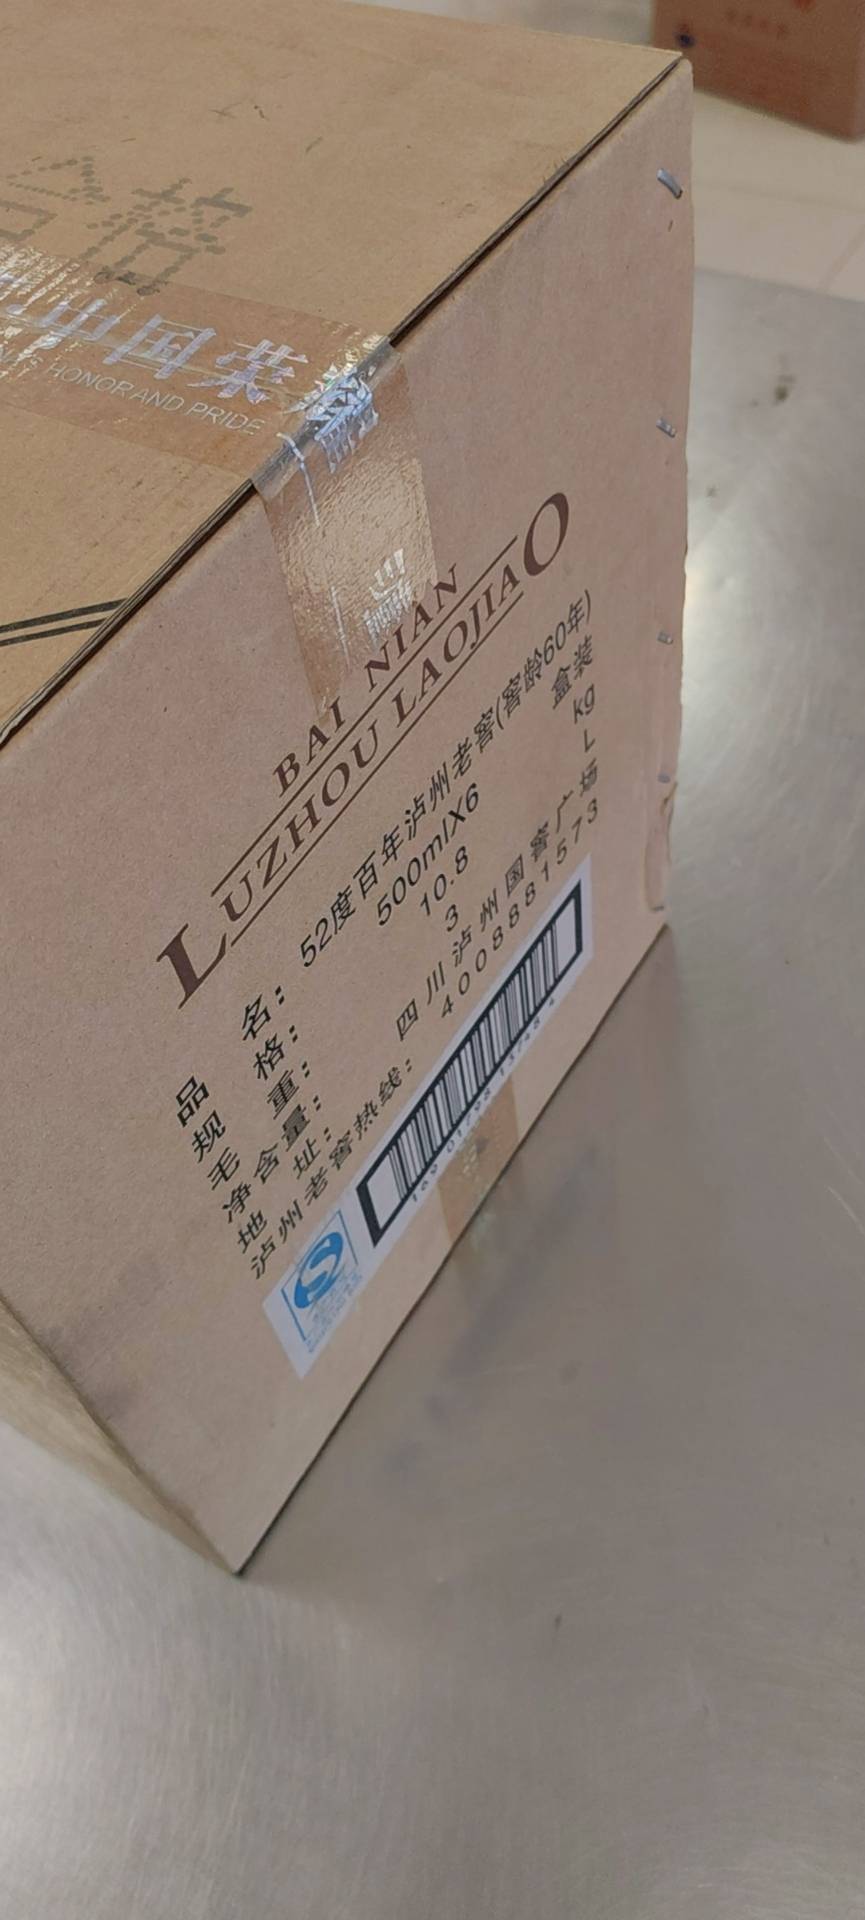 合格
中国荣
HONOR AND PRIDE
BAI NIAN
LUZHOU LAOJIAO
品 名: 52度百年泸州老窖(窖龄60年)
规 格: 500mlX6 盒装
毛 重: 10.8 kg
净含量: 3 L
地 址: 四川泸州国窖广场
泸州老窖热线: 4008881573